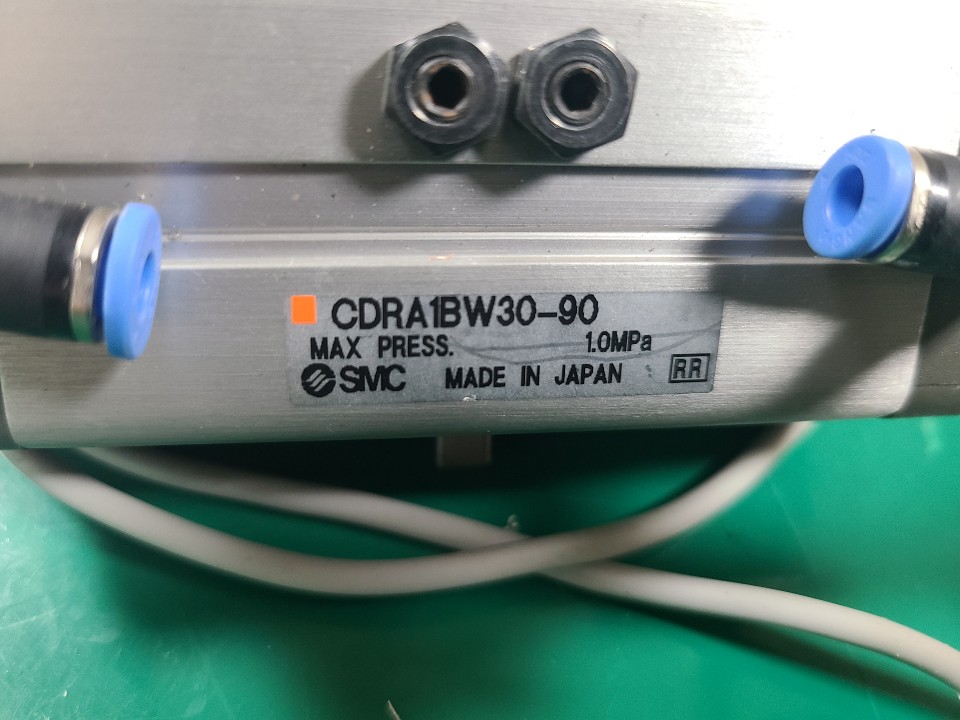 CDRA1BW30-90
MAX PRESS. 1.0MPa
SMC MADE IN JAPAN RR